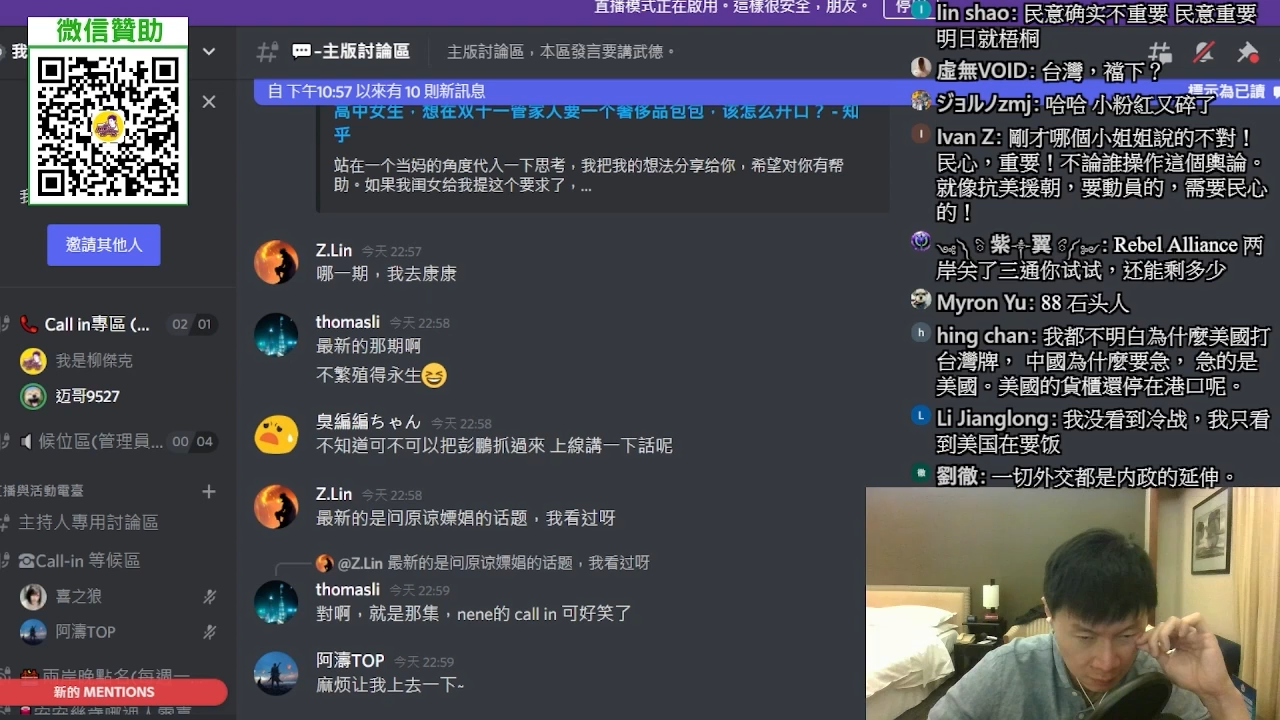 直播模式正在啟用。這樣很安全，朋友。
停
微信贊助
我
邀請其他人
Call in專區 (...
02 01
我是柳傑克
迈哥9527
候位區(管理員...
00 04
直播與活動電臺
主持人專用討論區
Call-in 等候區
喜之狼
阿濤TOP
兩岸晚點名(每週一
新的 MENTIONS
-主版討論區
主版討論區，本區發言要講武德。
自 下午10:57 以來有 10 則新訊息
標示為已讀
高中女生，想在双十一管家人要一个奢侈品包包，该怎么开口？ - 知
乎
站在一个当妈的角度代入一下思考，我把我的想法分享给你，希望对你有帮
助。如果我闺女给我提这个要求了，...
Z.Lin 今天 22:57
哪一期，我去康康
thomasli 今天 22:58
最新的那期啊
不繁殖得永生😆
臭編編ちゃん 今天 22:58
不知道可不可以把彭鵬抓過來 上線講一下話呢
Z.Lin 今天 22:58
最新的是问原谅嫖娼的话题，我看过呀
@Z.Lin 最新的是问原谅嫖娼的话题，我看过呀
thomasli 今天 22:59
對啊，就是那集，nene的 call in 可好笑了
阿濤TOP 今天 22:59
麻烦让我上去一下~
lin shao: 民意确实不重要 民意重要
明日就梧桐
虛無VOID: 台灣，襠下？
ジョルノzmj: 哈哈 小粉紅又碎了
Ivan Z: 剛才哪個小姐姐說的不對！
民心，重要！不論誰操作這個輿論。
就像抗美援朝，要動員的，需要民心
的！
紫╬翼: Rebel Alliance 两
岸关了三通你试试，还能剩多少
Myron Yu: 88 石头人
hing chan: 我都不明白為什麼美國打
台灣牌， 中國為什麼要急， 急的是
美國。美國的貨櫃還停在港口呢。
Li Jianglong: 我没看到冷战，我只看
到美国在要饭
劉徹: 一切外交都是内政的延伸。